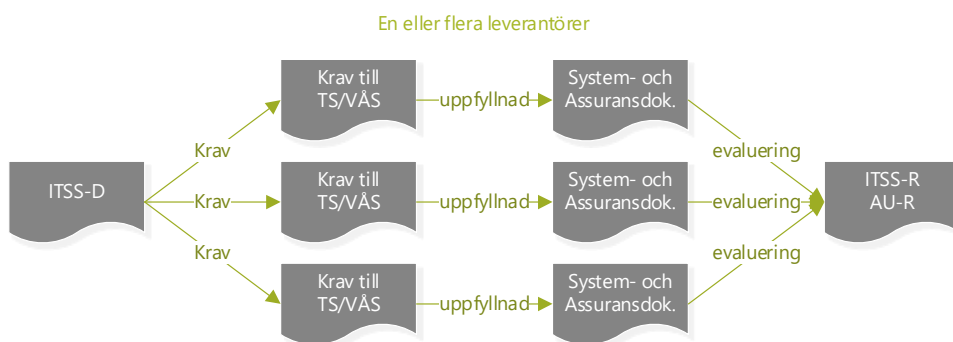 En eller flera leverantörer
Krav till
TS/VÅS
uppfyllnad
System- och
Assuransdok.
Krav
evaluering
ITSS-D
Krav
Krav till
TS/VÅS
uppfyllnad
System- och
Assuransdok.
evaluering
ITSS-R
AU-R
Krav
evaluering
Krav till
TS/VÅS
uppfyllnad
System- och
Assuransdok.